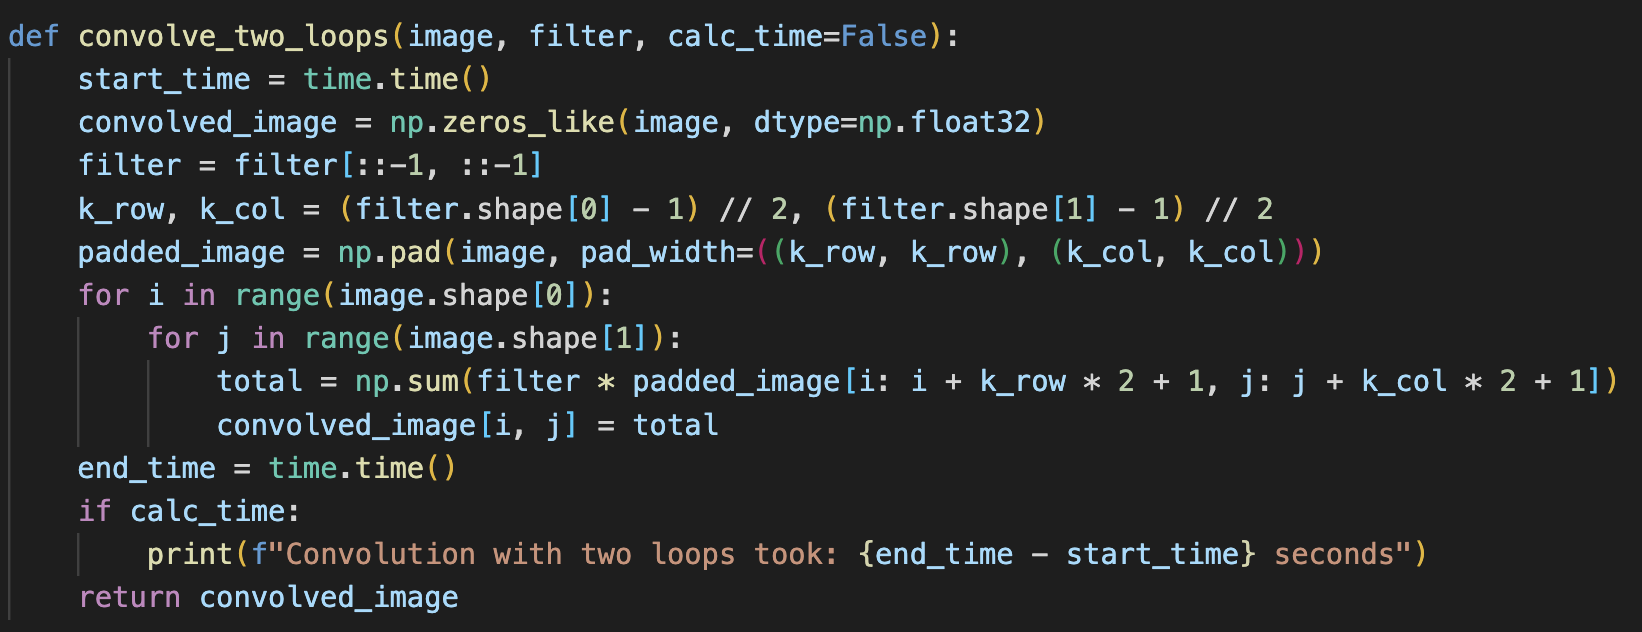 def convolve_two_loops(image, filter, calc_time=False):
    start_time = time.time()
    convolved_image = np.zeros_like(image, dtype=np.float32)
    filter = filter[::-1, ::-1]
    k_row, k_col = (filter.shape[0] - 1) // 2, (filter.shape[1] - 1) // 2
    padded_image = np.pad(image, pad_width=((k_row, k_row), (k_col, k_col)))
    for i in range(image.shape[0]):
        for j in range(image.shape[1]):
            total = np.sum(filter * padded_image[i: i + k_row * 2 + 1, j: j + k_col * 2 + 1])
            convolved_image[i, j] = total
    end_time = time.time()
    if calc_time:
        print(f"Convolution with two loops took: {end_time - start_time} seconds")
    return convolved_image